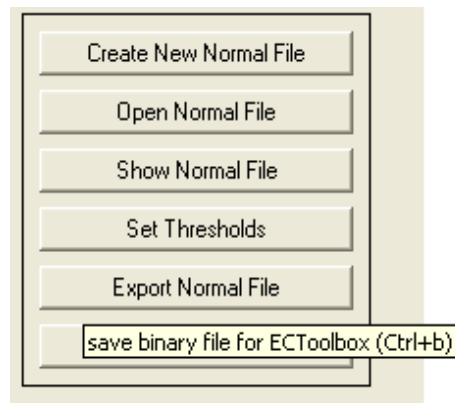 Create New Normal File
Open Normal File
Show Normal File
Set Thresholds
Export Normal File
save binary file for ECToolbox (Ctrl+b)